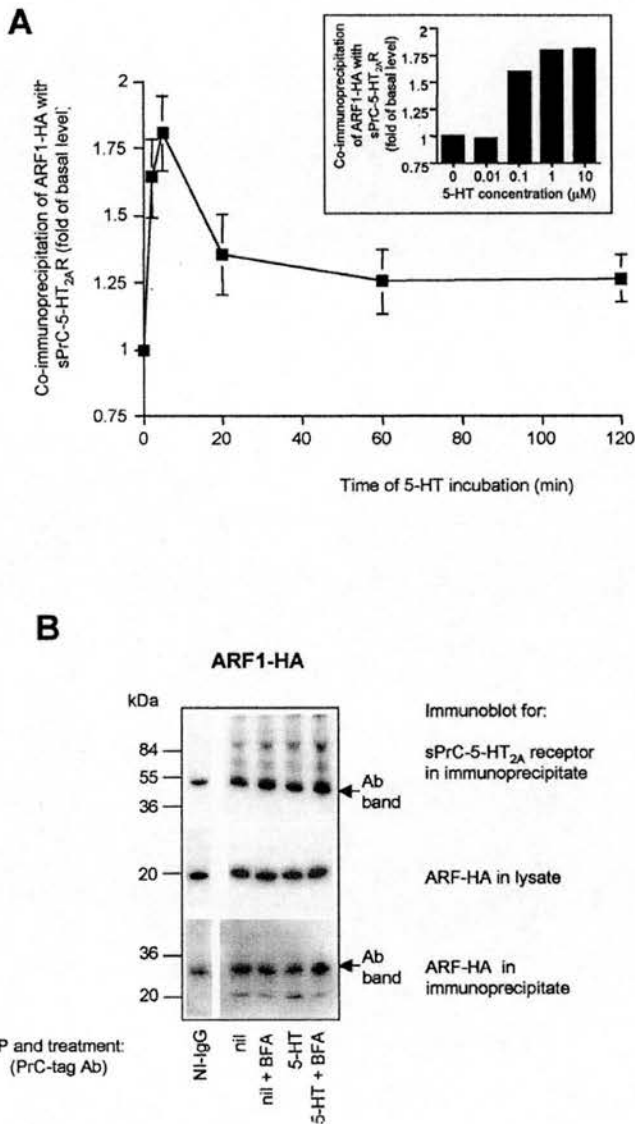 A
Co-immunoprecipitation of ARF1-HA with
sPrC-5-HT2AR (fold of basal level)
2
1.75
1.5
1.25
1
0.75
0 20 40 60 80 100 120
Time of 5-HT incubation (min)
Co-immunoprecipitation
of ARF1-HA with
sPrC-5-HT2AR
(fold of basal level)
2
1.75
1.5
1.25
1
0.75
0 0.01 0.1 1 10
5-HT concentration (µM)
B
ARF1-HA
kDa
84
55
36
20
36
20
Ab
band
Ab
band
Immunoblot for:
sPrC-5-HT2A receptor
in immunoprecipitate
ARF-HA in lysate
ARF-HA in
immunoprecipitate
P and treatment:
(PrC-tag Ab)
NI-IgG
nil
nil + BFA
5-HT
5-HT + BFA